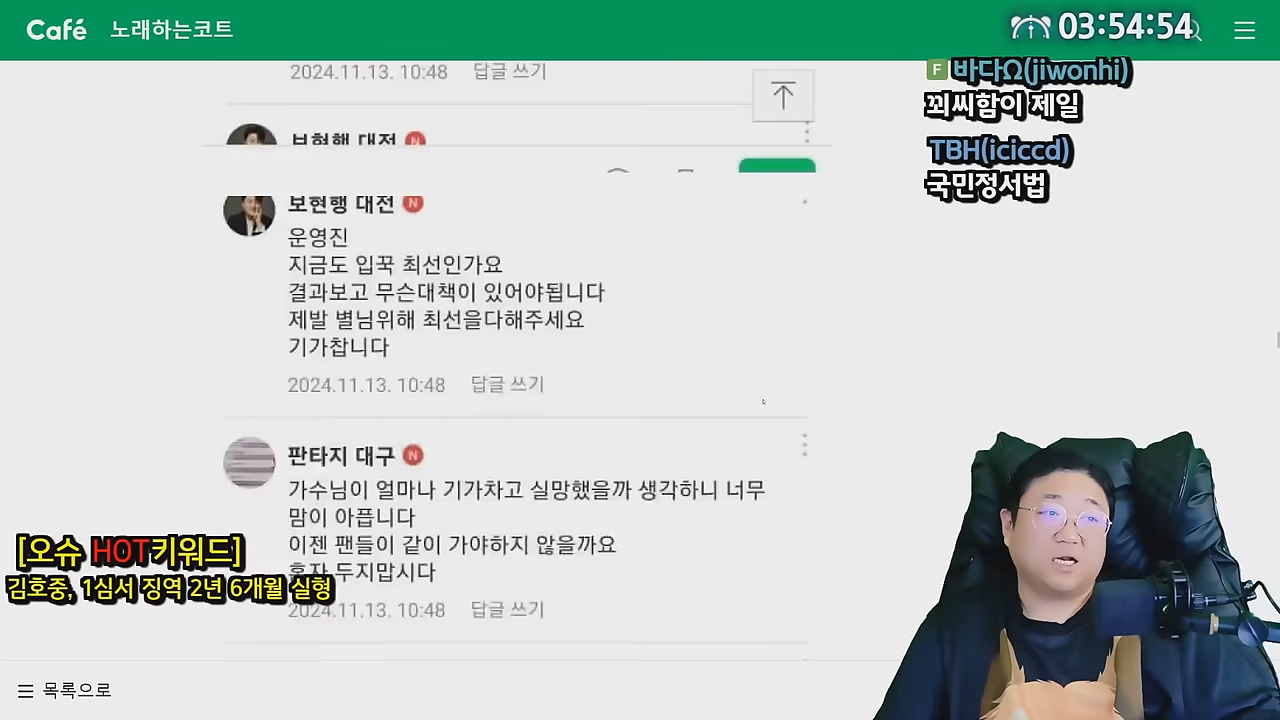 Café 노래하는코트
03:54:54
2024.11.13. 10:48 답글 쓰기
보현행 대전 N
보현행 대전 N
운영진
지금도 입꾹 최선인가요
결과보고 무슨대책이 있어야됩니다
제발 별님위해 최선을다해주세요
기가찹니다
2024.11.13. 10:48 답글 쓰기
판타지 대구 N
가수님이 얼마나 기가차고 실망했을까 생각하니 너무
맘이 아픕니다
이젠 팬들이 같이 가야하지 않을까요
혼자 두지맙시다
2024.11.13. 10:48 답글 쓰기
목록으로
F 바다Ω(jiwonhi)
꾀씨함이 제일
TBH(iciccd)
국민정서법
[오슈 HOT키워드]
김호중, 1심서 징역 2년 6개월 실형